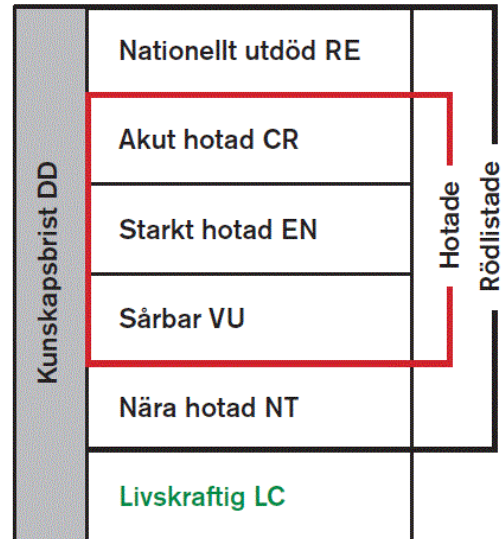 Kunskapsbrist DD
Nationellt utdöd RE
Akut hotad CR
Starkt hotad EN
Sårbar VU
Nära hotad NT
Livskraftig LC
Hotade
Rödlistade